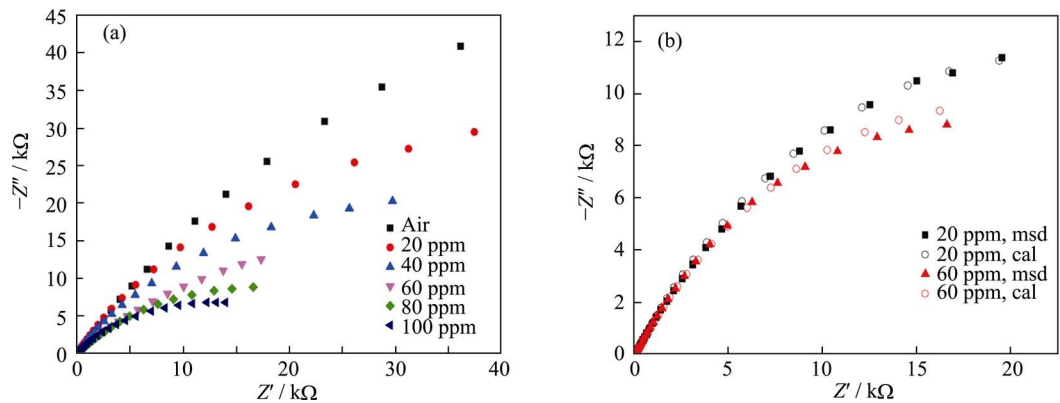 (a)
−Z″ / kΩ
45
40
35
30
25
20
15
10
5
0
Air
20 ppm
40 ppm
60 ppm
80 ppm
100 ppm
0 10 20 30 40
Z′ / kΩ
(b)
−Z″ / kΩ
12
10
8
6
4
2
0
20 ppm, msd
20 ppm, cal
60 ppm, msd
60 ppm, cal
0 5 10 15 20
Z′ / kΩ